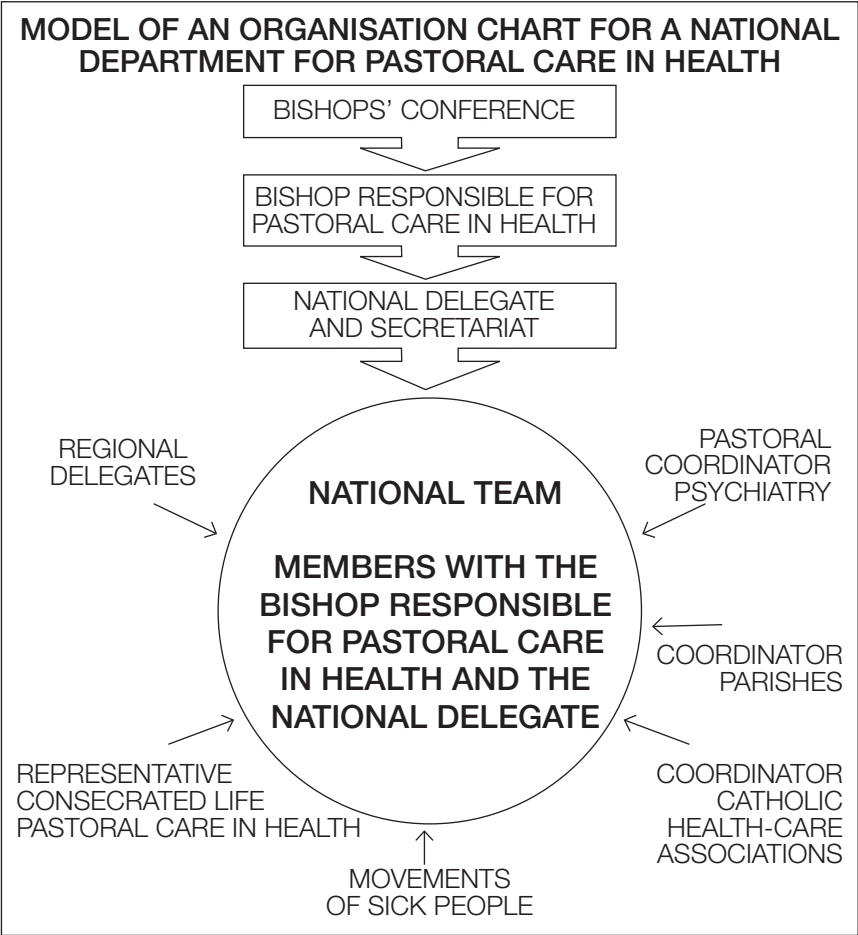 MODEL OF AN ORGANISATION CHART FOR A NATIONAL
DEPARTMENT FOR PASTORAL CARE IN HEALTH
BISHOPS’ CONFERENCE
BISHOP RESPONSIBLE FOR
PASTORAL CARE IN HEALTH
NATIONAL DELEGATE
AND SECRETARIAT
REGIONAL
DELEGATES
PASTORAL
COORDINATOR
PSYCHIATRY
NATIONAL TEAM
MEMBERS WITH THE
BISHOP RESPONSIBLE
FOR PASTORAL CARE
IN HEALTH AND THE
NATIONAL DELEGATE
COORDINATOR
PARISHES
REPRESENTATIVE
CONSECRATED LIFE
PASTORAL CARE IN HEALTH
COORDINATOR
CATHOLIC
HEALTH-CARE
ASSOCIATIONS
MOVEMENTS
OF SICK PEOPLE